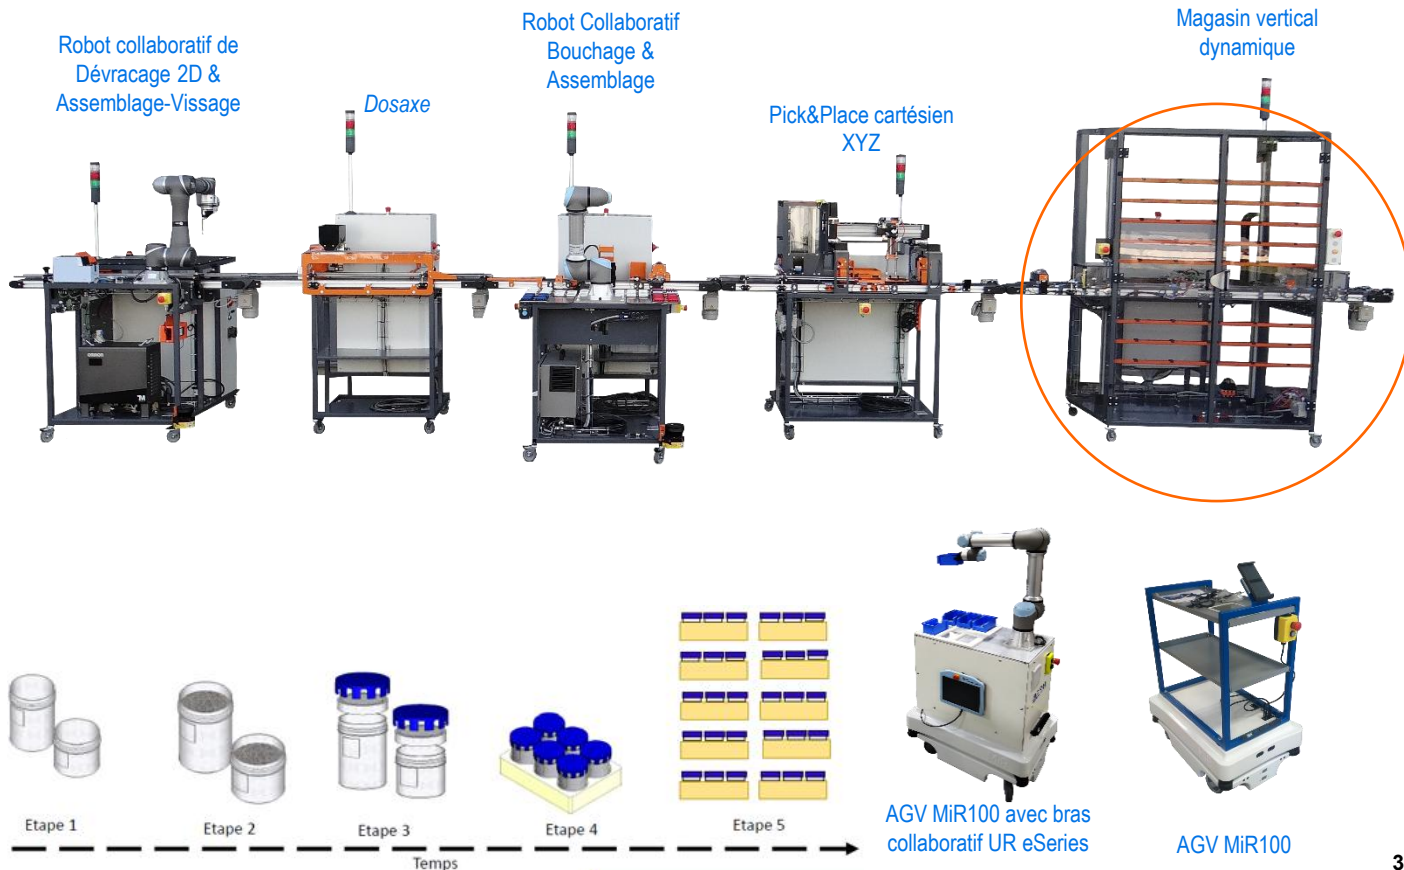 Robot collaboratif de
Dévracage 2D &
Assemblage-Vissage
Dosaxe
Robot Collaboratif
Bouchage &
Assemblage
Pick&Place cartésien
XYZ
Magasin vertical
dynamique
Etape 1
Etape 2
Etape 3
Etape 4
Etape 5
Temps
AGV MiR100 avec bras
collaboratif UR eSeries
AGV MiR100
3